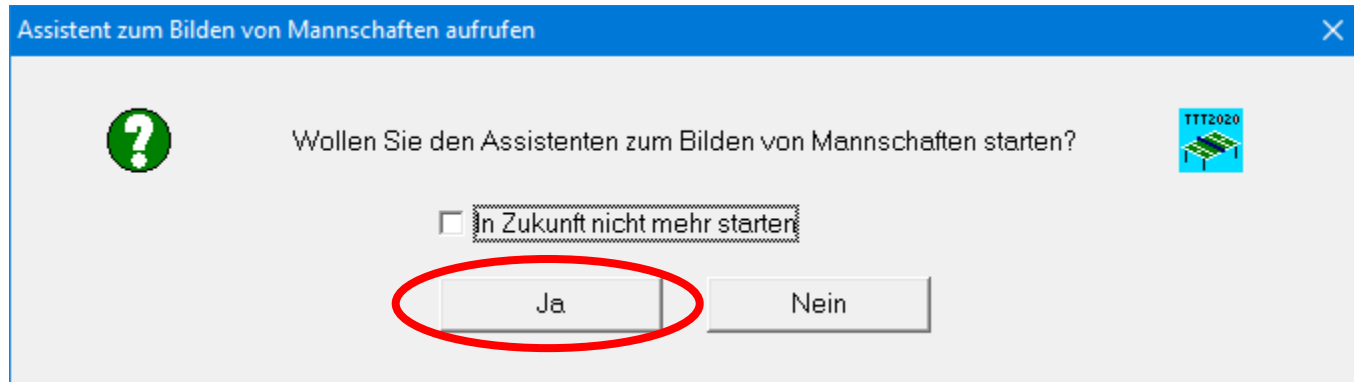 Assistent zum Bilden von Mannschaften aufrufen
Wollen Sie den Assistenten zum Bilden von Mannschaften starten?
TTT2020
In Zukunft nicht mehr starten
Ja
Nein